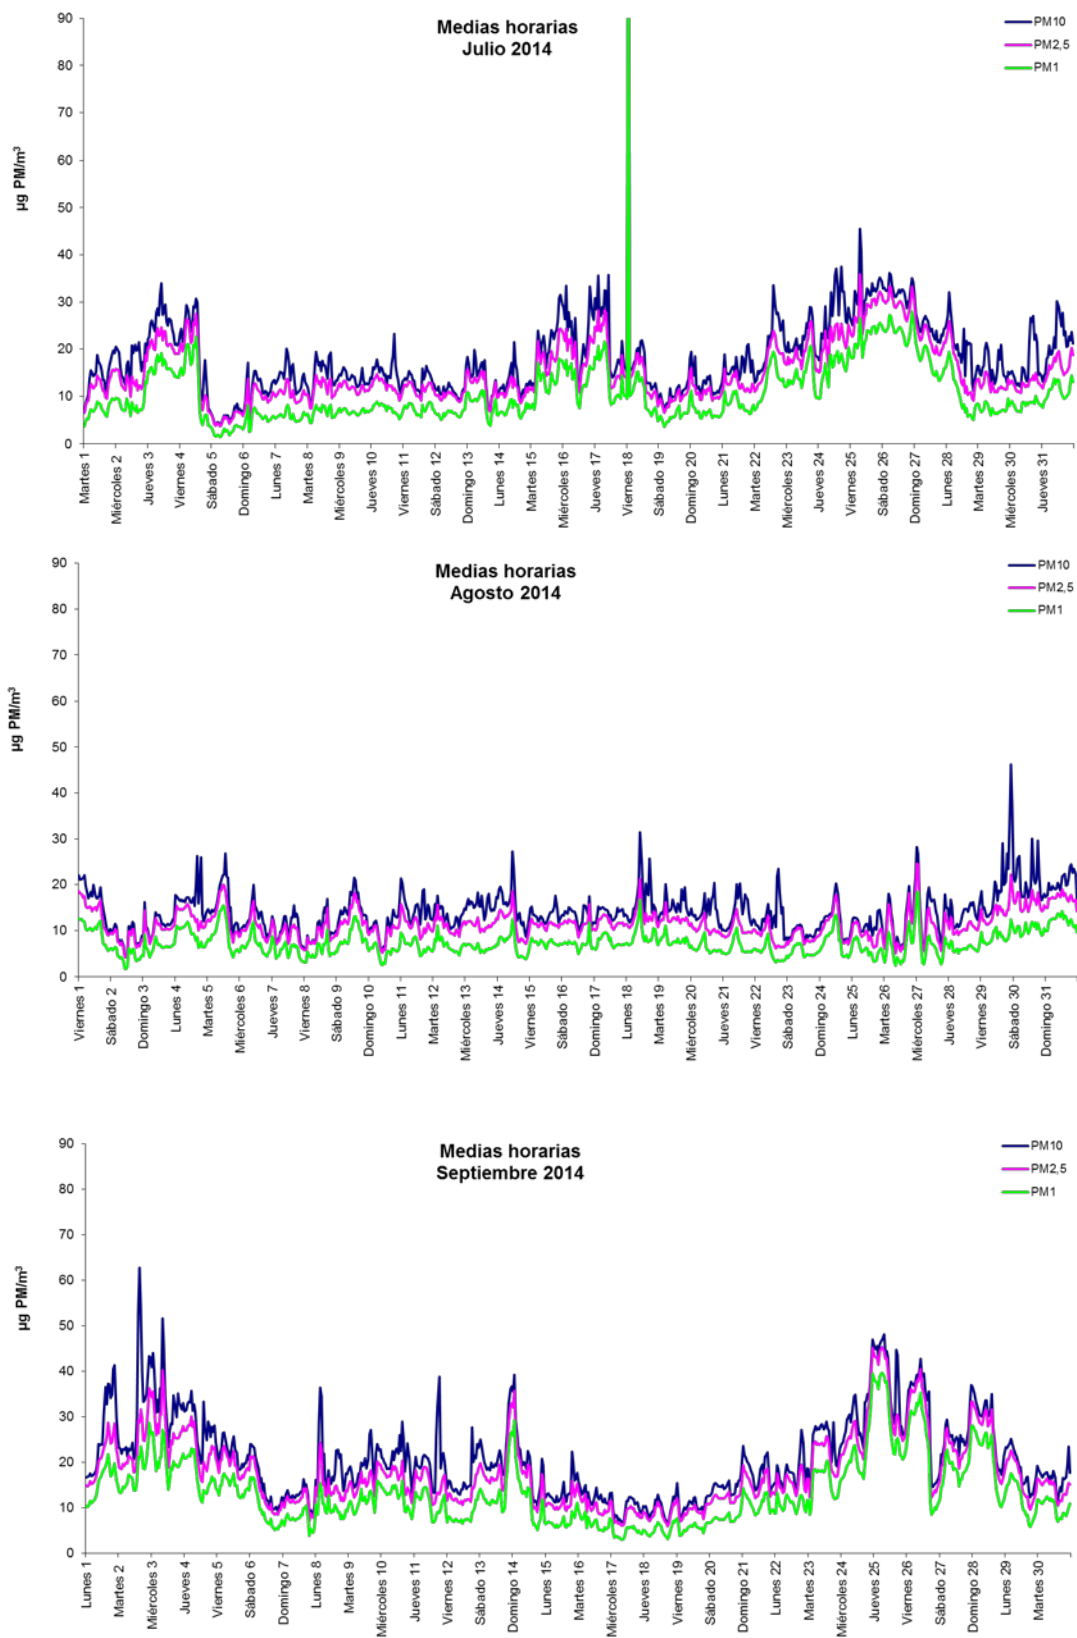 Medias horarias
Julio 2014
PM10
PM2,5
PM1
µg PM/m³
90
80
70
60
50
40
30
20
10
0
Martes 1
Miércoles 2
Jueves 3
Viernes 4
Sábado 5
Domingo 6
Lunes 7
Martes 8
Miércoles 9
Jueves 10
Viernes 11
Sábado 12
Domingo 13
Lunes 14
Martes 15
Miércoles 16
Jueves 17
Viernes 18
Sábado 19
Domingo 20
Lunes 21
Martes 22
Miércoles 23
Jueves 24
Viernes 25
Sábado 26
Domingo 27
Lunes 28
Martes 29
Miércoles 30
Jueves 31
Medias horarias
Agosto 2014
PM10
PM2,5
PM1
µg PM/m³
90
80
70
60
50
40
30
20
10
0
Viernes 1
Sábado 2
Domingo 3
Lunes 4
Martes 5
Miércoles 6
Jueves 7
Viernes 8
Sábado 9
Domingo 10
Lunes 11
Martes 12
Miércoles 13
Jueves 14
Viernes 15
Sábado 16
Domingo 17
Lunes 18
Martes 19
Miércoles 20
Jueves 21
Viernes 22
Sábado 23
Domingo 24
Lunes 25
Martes 26
Miércoles 27
Jueves 28
Viernes 29
Sábado 30
Domingo 31
Medias horarias
Septiembre 2014
PM10
PM2,5
PM1
µg PM/m³
90
80
70
60
50
40
30
20
10
0
Lunes 1
Martes 2
Miércoles 3
Jueves 4
Viernes 5
Sábado 6
Domingo 7
Lunes 8
Martes 9
Miércoles 10
Jueves 11
Viernes 12
Sábado 13
Domingo 14
Lunes 15
Martes 16
Miércoles 17
Jueves 18
Viernes 19
Sábado 20
Domingo 21
Lunes 22
Martes 23
Miércoles 24
Jueves 25
Viernes 26
Sábado 27
Domingo 28
Lunes 29
Martes 30